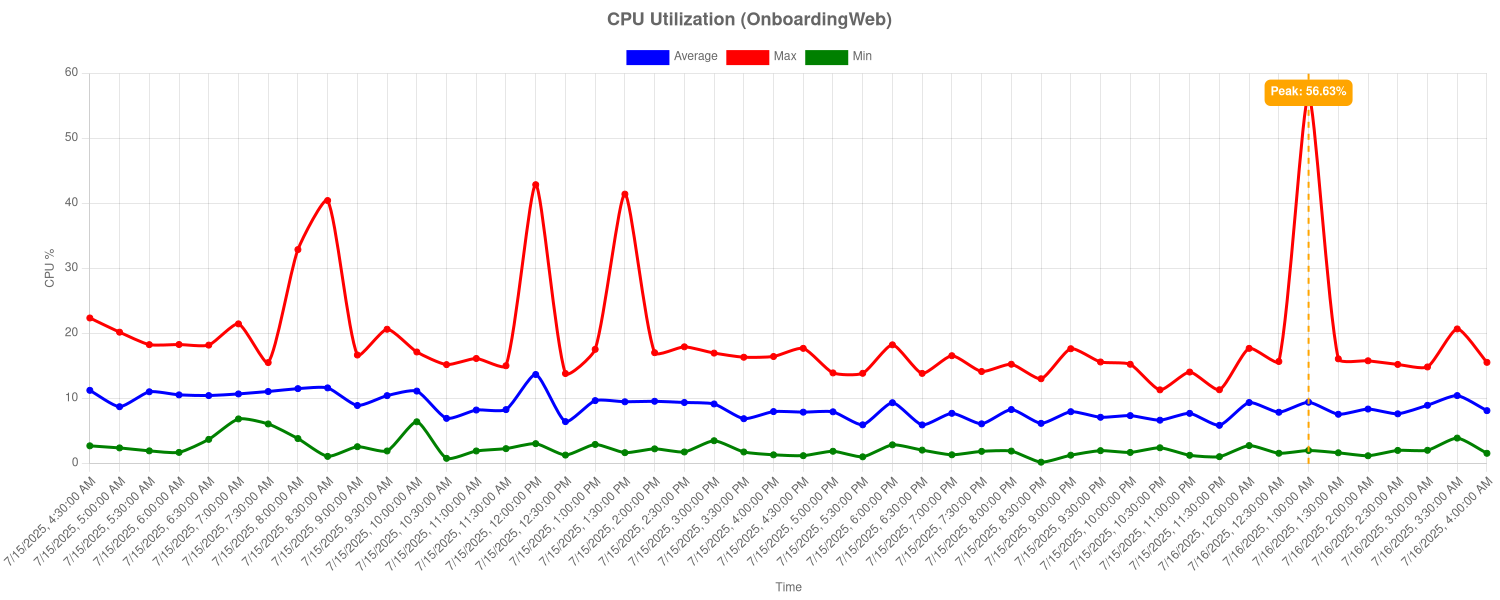 CPU Utilization (OnboardingWeb)
Average Max Min
Peak: 56.63%
60
50
40
30
20
10
0
CPU %
7/15/2025, 4:30:00 AM
7/15/2025, 5:00:00 AM
7/15/2025, 5:30:00 AM
7/15/2025, 6:00:00 AM
7/15/2025, 6:30:00 AM
7/15/2025, 7:00:00 AM
7/15/2025, 7:30:00 AM
7/15/2025, 8:00:00 AM
7/15/2025, 8:30:00 AM
7/15/2025, 9:00:00 AM
7/15/2025, 9:30:00 AM
7/15/2025, 10:00:00 AM
7/15/2025, 10:30:00 AM
7/15/2025, 11:00:00 AM
7/15/2025, 11:30:00 AM
7/15/2025, 12:00:00 PM
7/15/2025, 12:30:00 PM
7/15/2025, 1:00:00 PM
7/15/2025, 1:30:00 PM
7/15/2025, 2:00:00 PM
7/15/2025, 2:30:00 PM
7/15/2025, 3:00:00 PM
7/15/2025, 3:30:00 PM
7/15/2025, 4:00:00 PM
7/15/2025, 4:30:00 PM
7/15/2025, 5:00:00 PM
7/15/2025, 5:30:00 PM
7/15/2025, 6:00:00 PM
7/15/2025, 6:30:00 PM
7/15/2025, 7:00:00 PM
7/15/2025, 7:30:00 PM
7/15/2025, 8:00:00 PM
7/15/2025, 8:30:00 PM
7/15/2025, 9:00:00 PM
7/15/2025, 9:30:00 PM
7/15/2025, 10:00:00 PM
7/15/2025, 10:30:00 PM
7/15/2025, 11:00:00 PM
7/15/2025, 11:30:00 PM
7/16/2025, 12:00:00 AM
7/16/2025, 12:30:00 AM
7/16/2025, 1:00:00 AM
7/16/2025, 1:30:00 AM
7/16/2025, 2:00:00 AM
7/16/2025, 2:30:00 AM
7/16/2025, 3:00:00 AM
7/16/2025, 3:30:00 AM
7/16/2025, 4:00:00 AM
Time